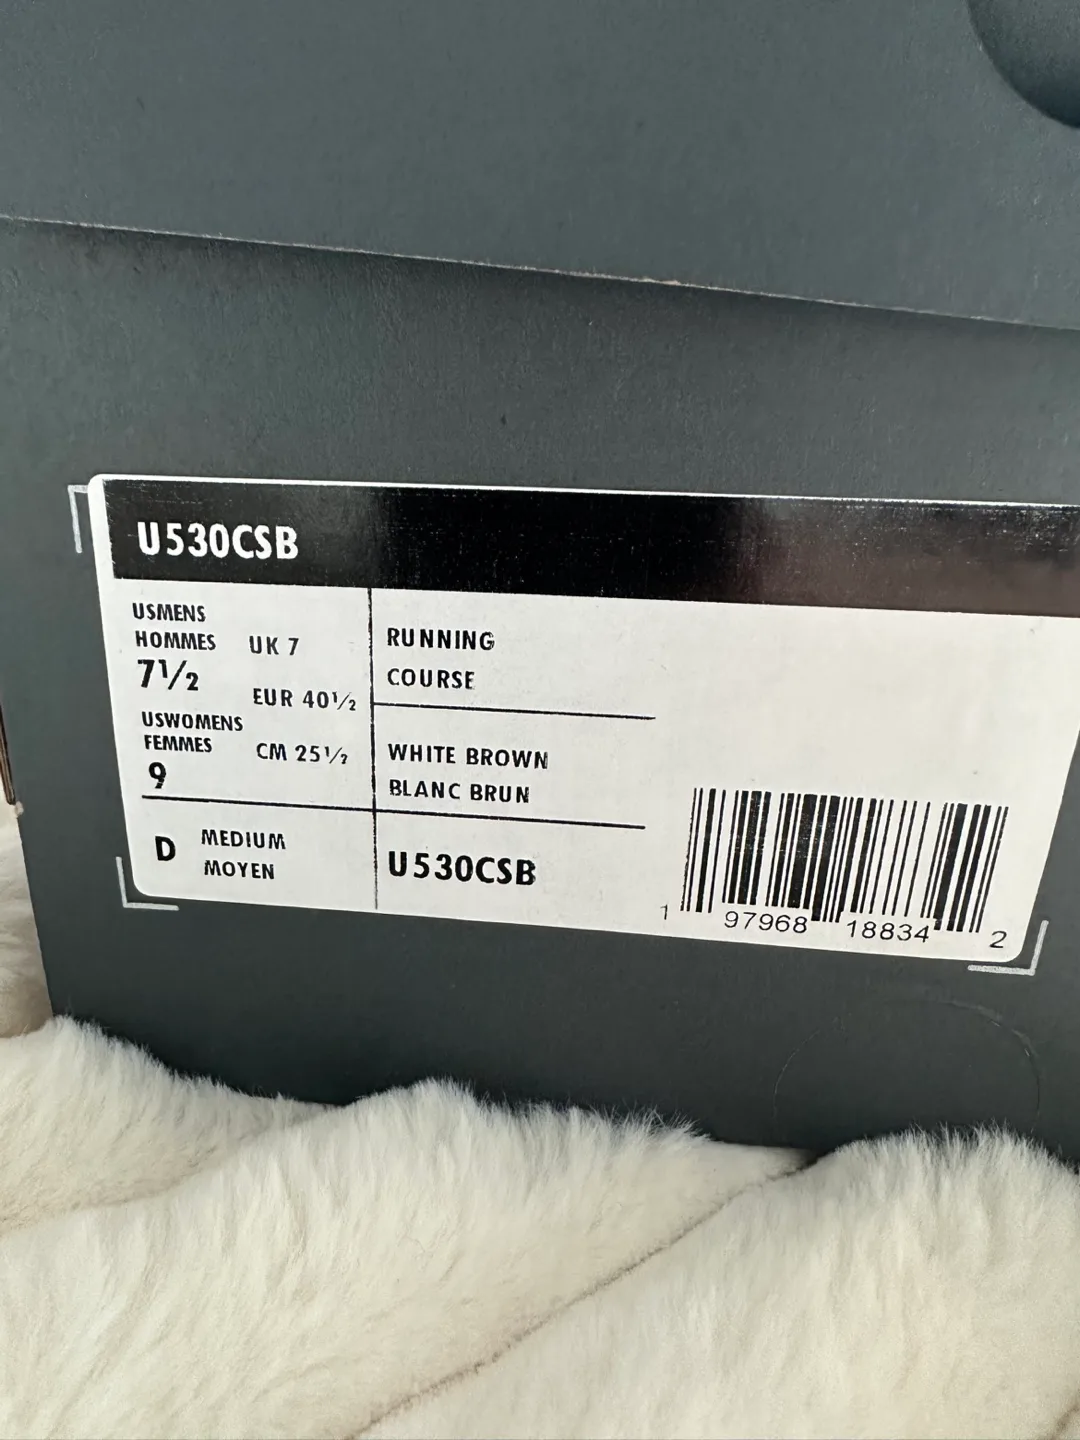 U530CSB
USMENS
HOMMES
7½
UK 7
EUR 40½
USWOMENS
FEMMES
9
CM 25½
D MEDIUM
MOYEN
RUNNING
COURSE
WHITE BROWN
BLANC BRUN
U530CSB
1 97968 18834 2